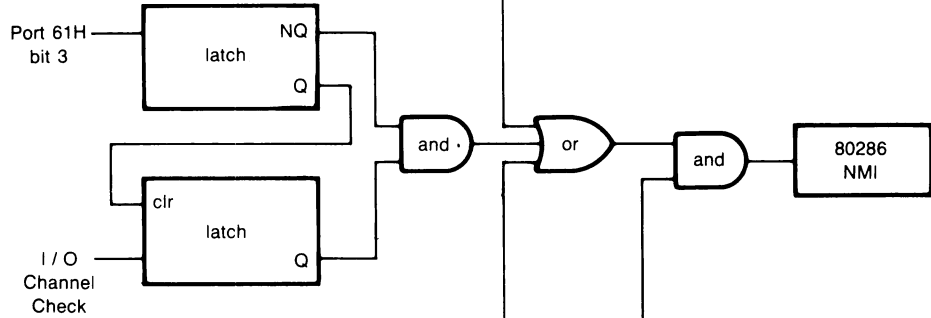 Port 61H
bit 3
latch
NQ
Q
clr
latch
Q
I / O
Channel
Check
and
or
and
80286
NMI